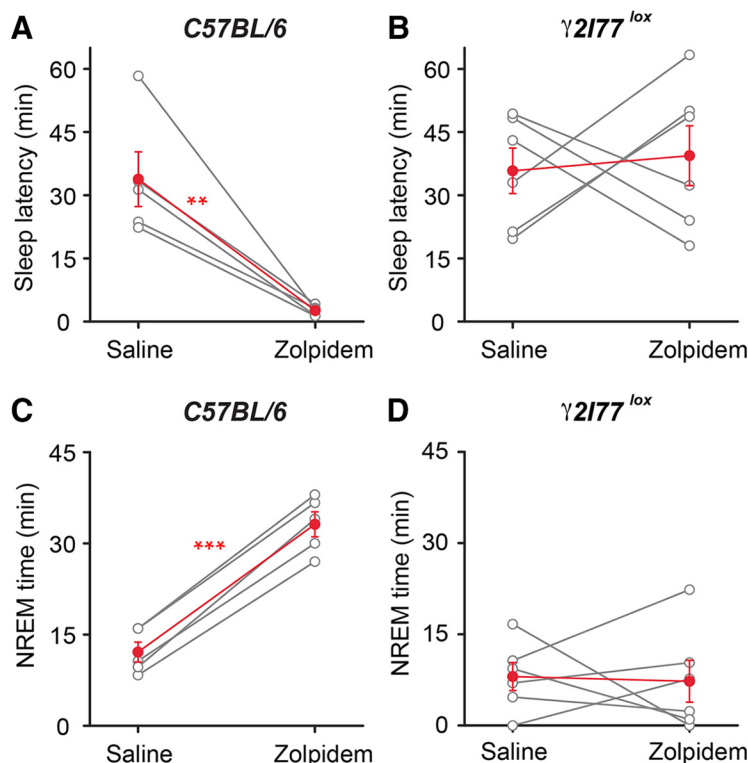 A
C57BL/6
Sleep latency (min)
60
45
30
15
0
**
Saline
Zolpidem
B
γ2I77 lox
Sleep latency (min)
60
45
30
15
0
Saline
Zolpidem
C
C57BL/6
NREM time (min)
45
30
15
0
***
Saline
Zolpidem
D
γ2I77 lox
NREM time (min)
45
30
15
0
Saline
Zolpidem